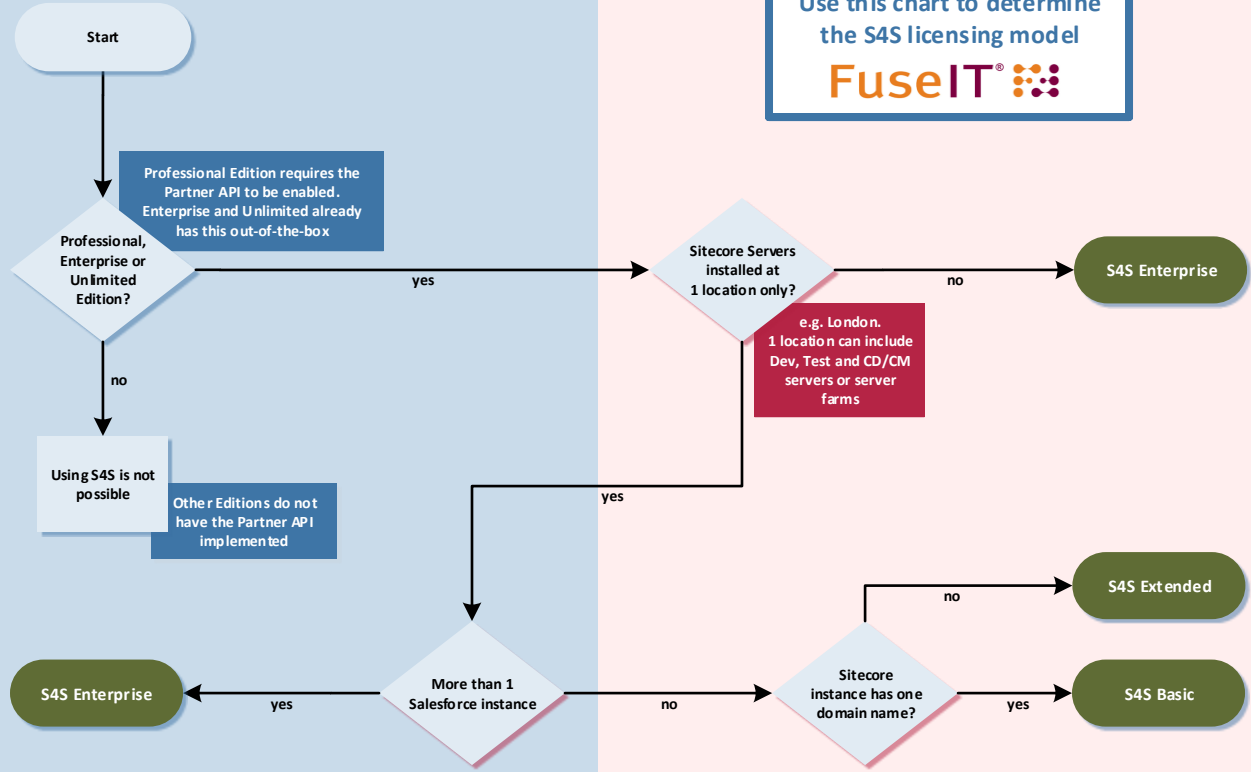 Use this chart to determine
the S4S licensing model
FuseIT®
Start
Professional Edition requires the
Partner API to be enabled.
Enterprise and Unlimited already
has this out-of-the-box
Professional,
Enterprise or
Unlimited
Edition?
yes
Sitecore Servers
installed at
1 location only?
no
S4S Enterprise
e.g. London.
1 location can include
Dev, Test and CD/CM
servers or server
farms
no
Using S4S is not
possible
Other Editions do not
have the Partner API
implemented
yes
S4S Extended
no
More than 1
Salesforce instance
S4S Enterprise
yes
no
Sitecore
instance has one
domain name?
yes
S4S Basic